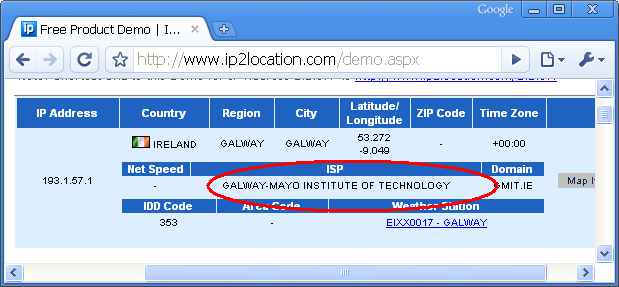 Google
Free Product Demo | I...
http://www.ip2location.com/demo.aspx
IP Address Country Region City Latitude/ Longitude ZIP Code Time Zone
193.1.57.1 IRELAND GALWAY GALWAY 53.272 -9.049 - +00:00
Net Speed ISP Domain
- GALWAY-MAYO INSTITUTE OF TECHNOLOGY GMIT.IE
Map It
IDD Code Area Code Weather Station
353 - EIXX0017 - GALWAY